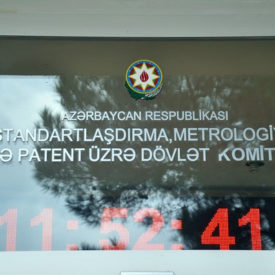 AZƏRBAYCAN RESPUBLİKASI
STANDARTLAŞDIRMA, METROLOGİY
Ə PATENT ÜZRƏ DÖVLƏT KOMİT
11:52:41